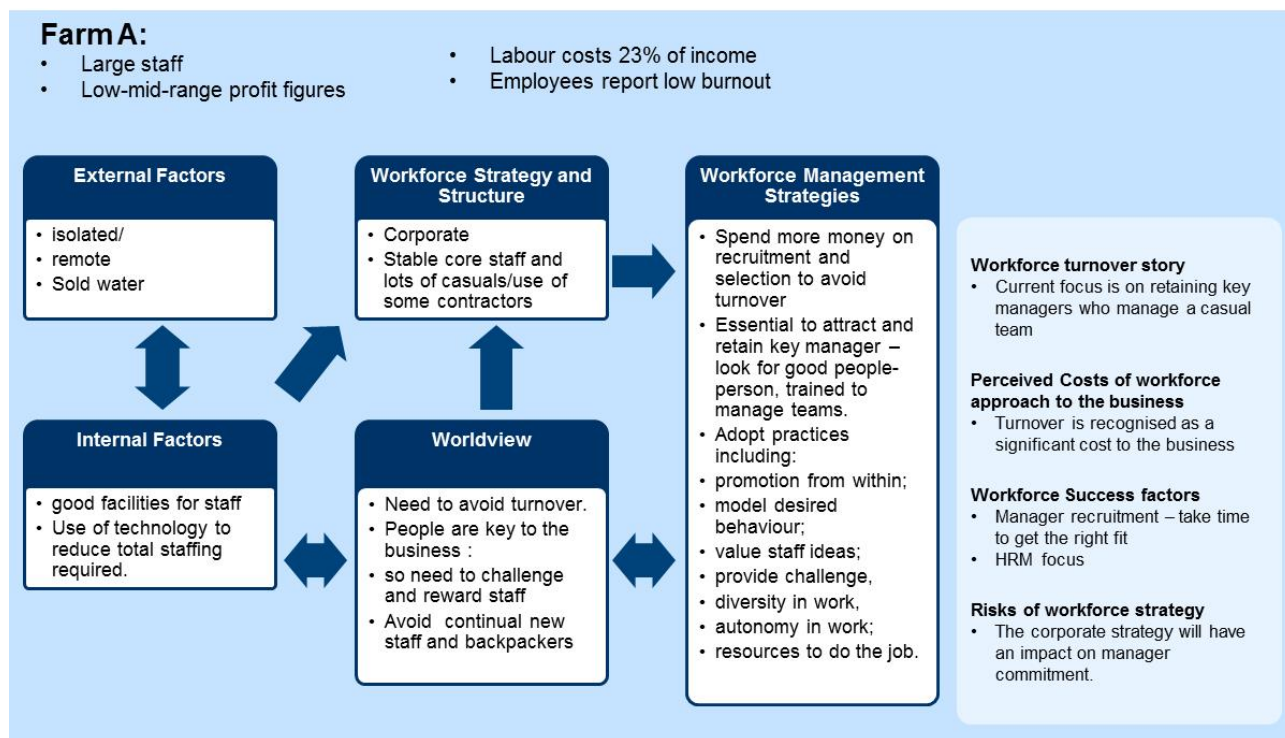 Farm A:
• Large staff
• Low-mid-range profit figures
• Labour costs 23% of income
• Employees report low burnout
External Factors
• isolated/
• remote
• Sold water
Workforce Strategy and
Structure
• Corporate
• Stable core staff and
lots of casuals/use of
some contractors
Workforce Management
Strategies
• Spend more money on
recruitment and
selection to avoid
turnover
• Essential to attract and
retain key manager –
look for good people-
person, trained to
manage teams.
• Adopt practices
including:
• promotion from within;
• model desired
behaviour;
• value staff ideas;
• provide challenge,
• diversity in work,
• autonomy in work;
• resources to do the job.
Internal Factors
• good facilities for staff
• Use of technology to
reduce total staffing
required.
Worldview
• Need to avoid turnover.
• People are key to the
business :
• so need to challenge
and reward staff
• Avoid continual new
staff and backpackers
Workforce turnover story
• Current focus is on retaining key
managers who manage a casual
team
Perceived Costs of workforce
approach to the business
• Turnover is recognised as a
significant cost to the business
Workforce Success factors
• Manager recruitment – take time
to get the right fit
• HRM focus
Risks of workforce strategy
• The corporate strategy will have
an impact on manager
commitment.